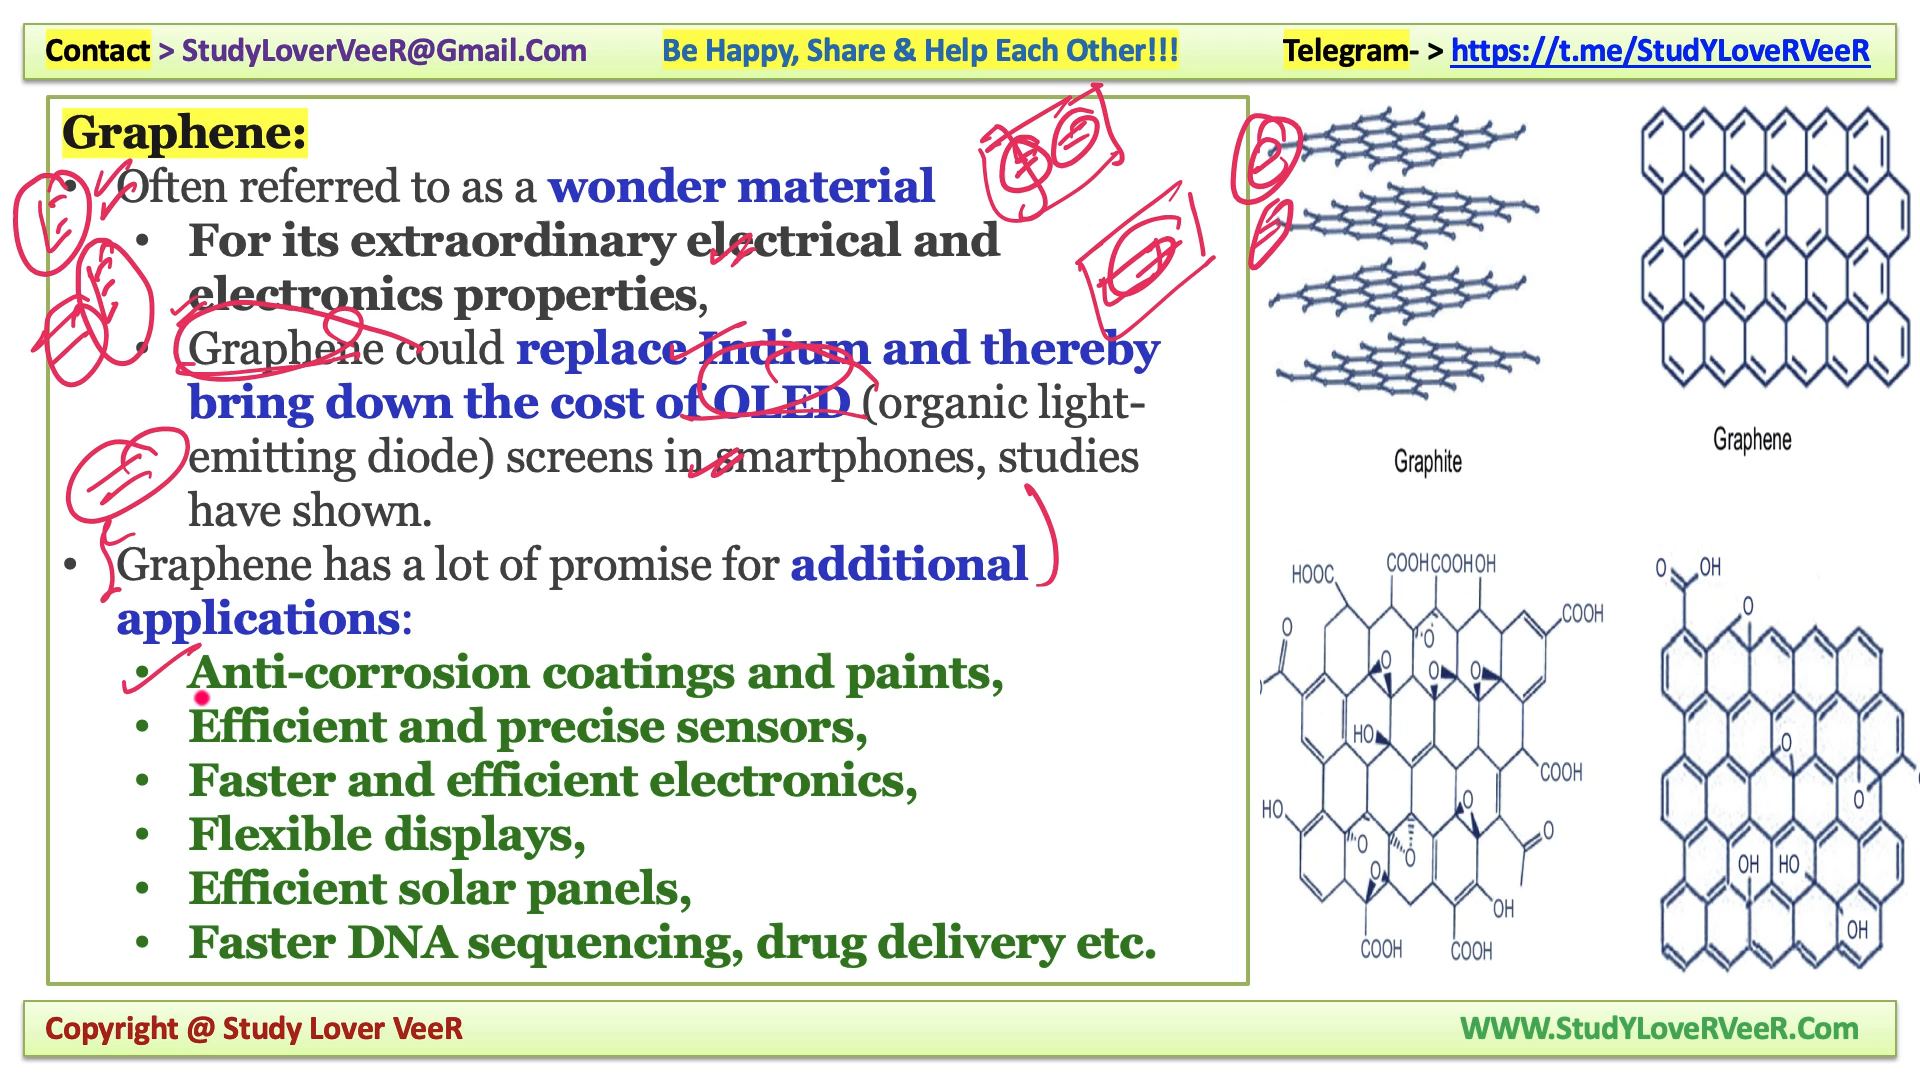 Contact > StudyLoverVeeR@Gmail.Com
Be Happy, Share & Help Each Other!!!
Telegram- > https://t.me/StudYLoveRVeeR
Graphene:
• Often referred to as a wonder material
• For its extraordinary electrical and
electronics properties,
• Graphene could replace Indium and thereby
bring down the cost of OLED (organic light-
emitting diode) screens in smartphones, studies
have shown.
• Graphene has a lot of promise for additional
applications:
• Anti-corrosion coatings and paints,
• Efficient and precise sensors,
• Faster and efficient electronics,
• Flexible displays,
• Efficient solar panels,
• Faster DNA sequencing, drug delivery etc.
Graphite
Graphene
HOOC
COOH
COOH
OH
COOH
O
O
O
O
O
HO
COOH
HO
O
O
O
O
O
OH
COOH
COOH
O
OH
O
O
O
OH
HO
OH
Copyright @ Study Lover VeeR
WWW.StudYLoveRVeeR.Com